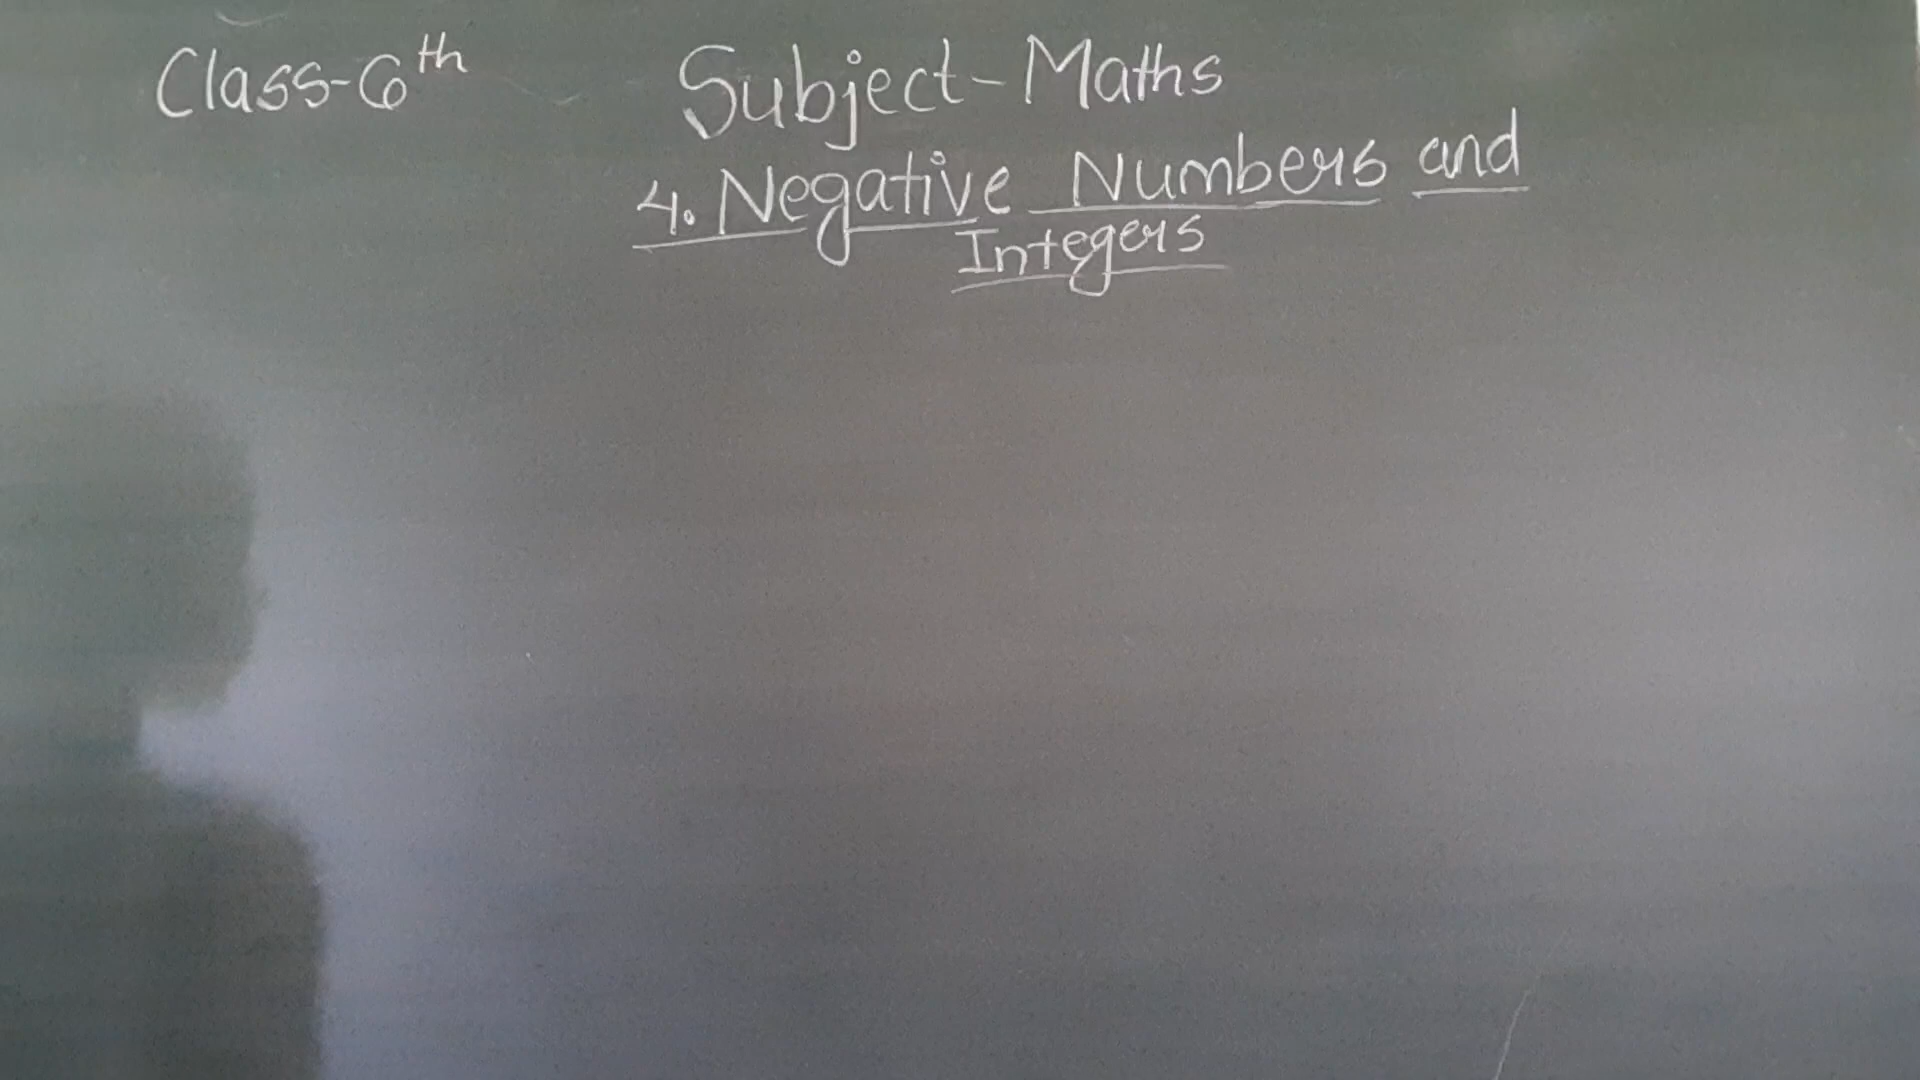 Class-6th
Subject-Maths
4. Negative Numbers and
Integers